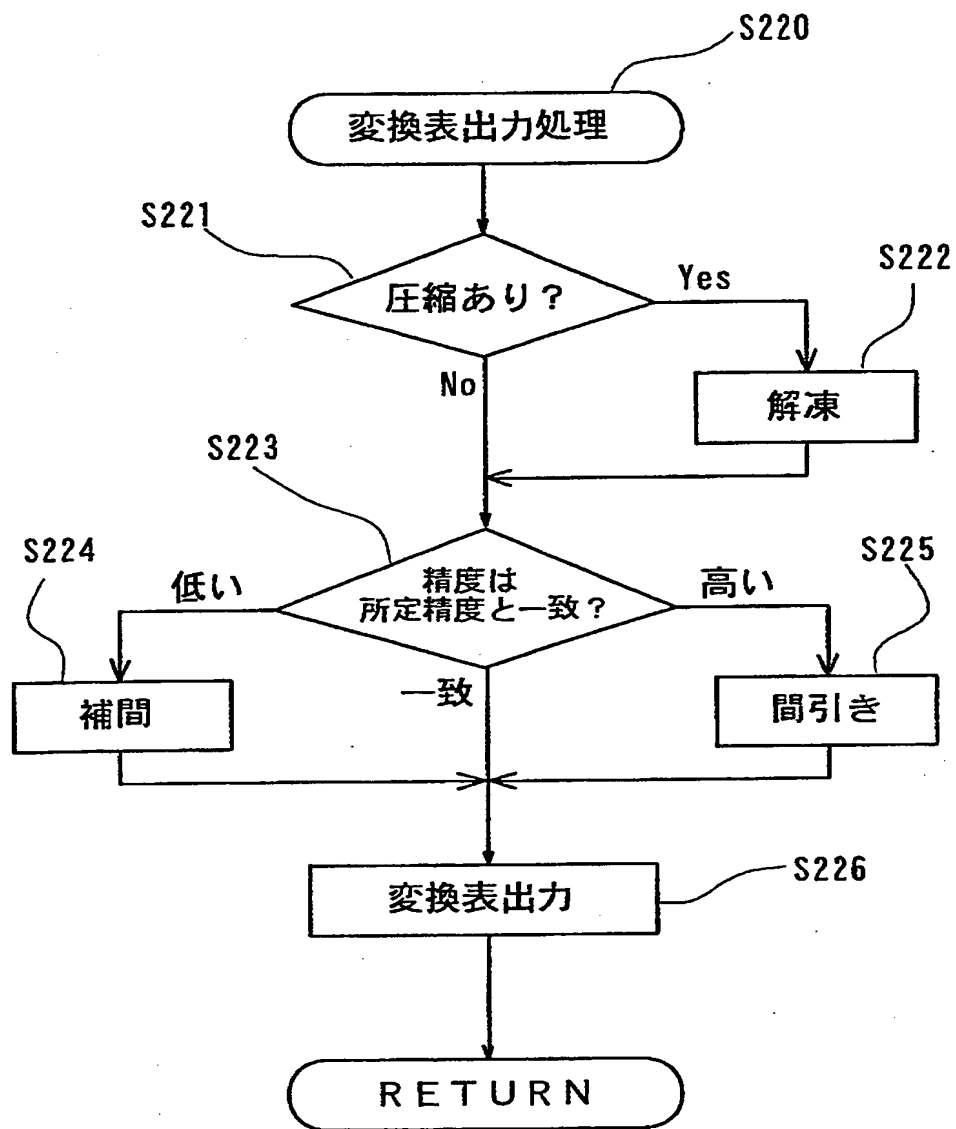 S220
変換表出力処理
S221
圧縮あり？
Yes
S222
解凍
No
S223
精度は
所定精度と一致？
S224
低い
高い
S225
補間
一致
間引き
変換表出力
S226
RETURN